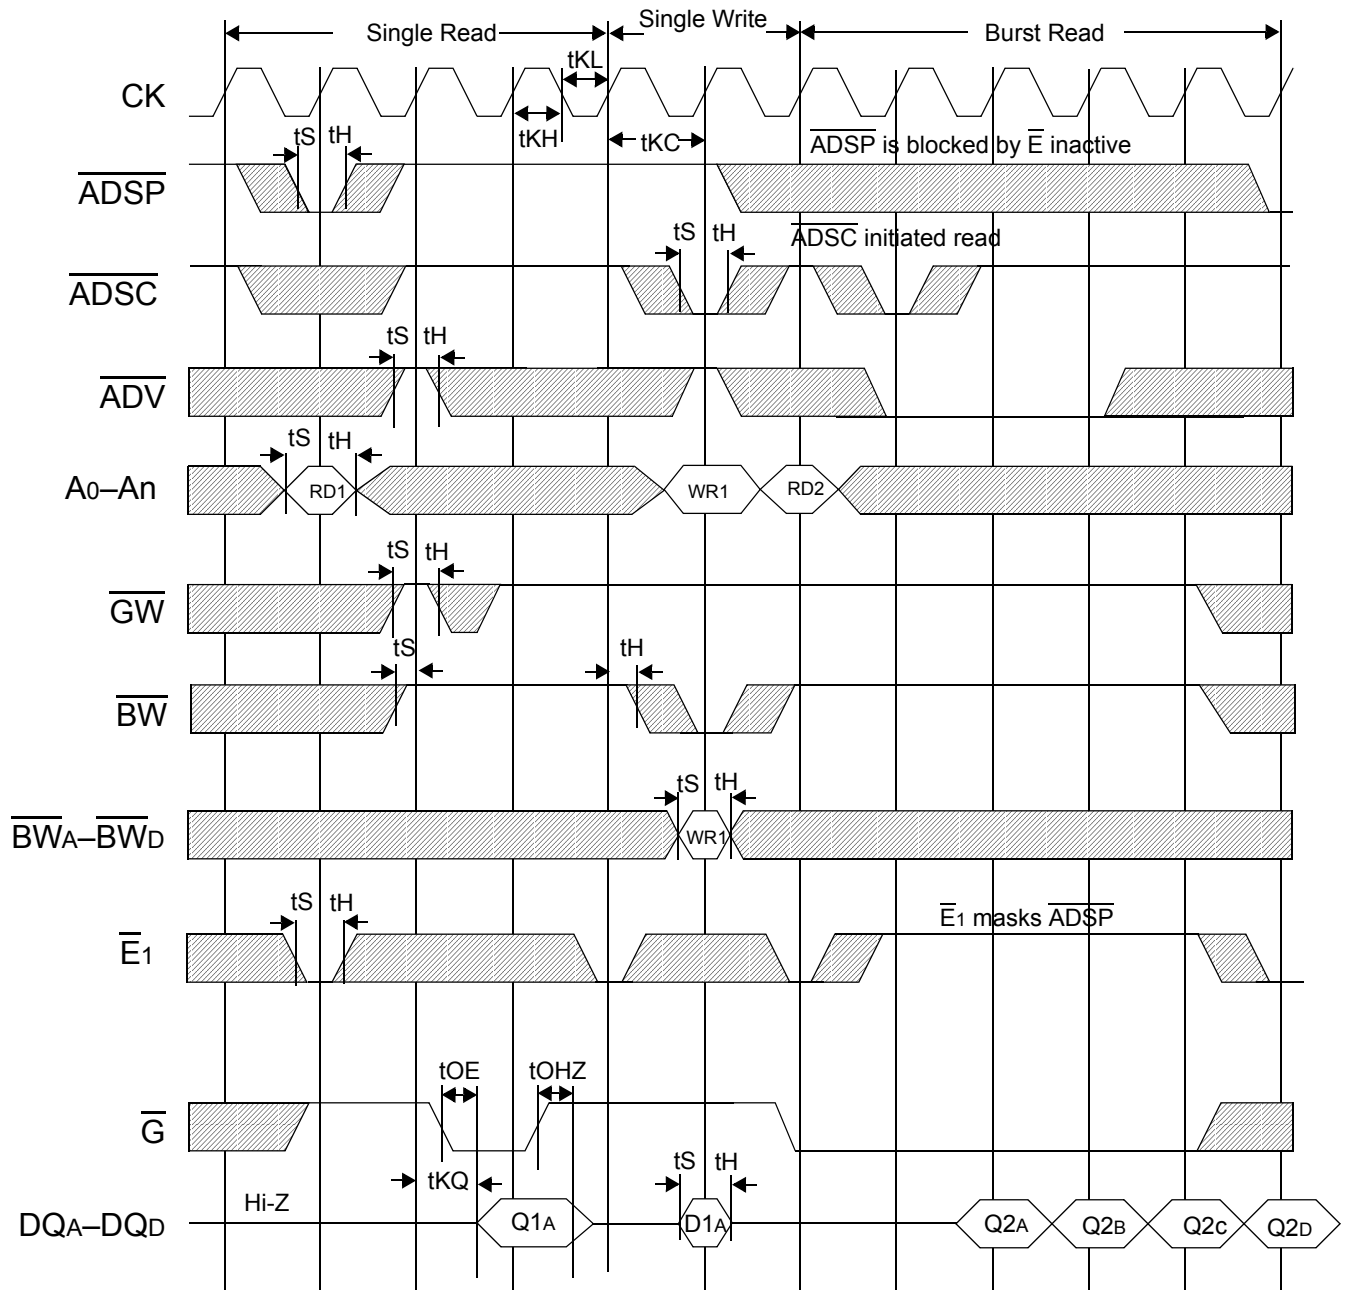 Single Read
Single Write
Burst Read
tKL
CK
tKH
tKC
tS tH
ADSP is blocked by E inactive
ADSP
tS tH
ADSC initiated read
ADSC
tS tH
ADV
tS tH
A0–An
RD1
WR1
RD2
tS tH
GW
tS
tH
BW
tS tH
BWA–BWD
WR1
tS tH
E1 masks ADSP
E1
tOE
tOHZ
G
tKQ
tS tH
Hi-Z
DQA–DQD
Q1A
D1A
Q2A
Q2B
Q2c
Q2D